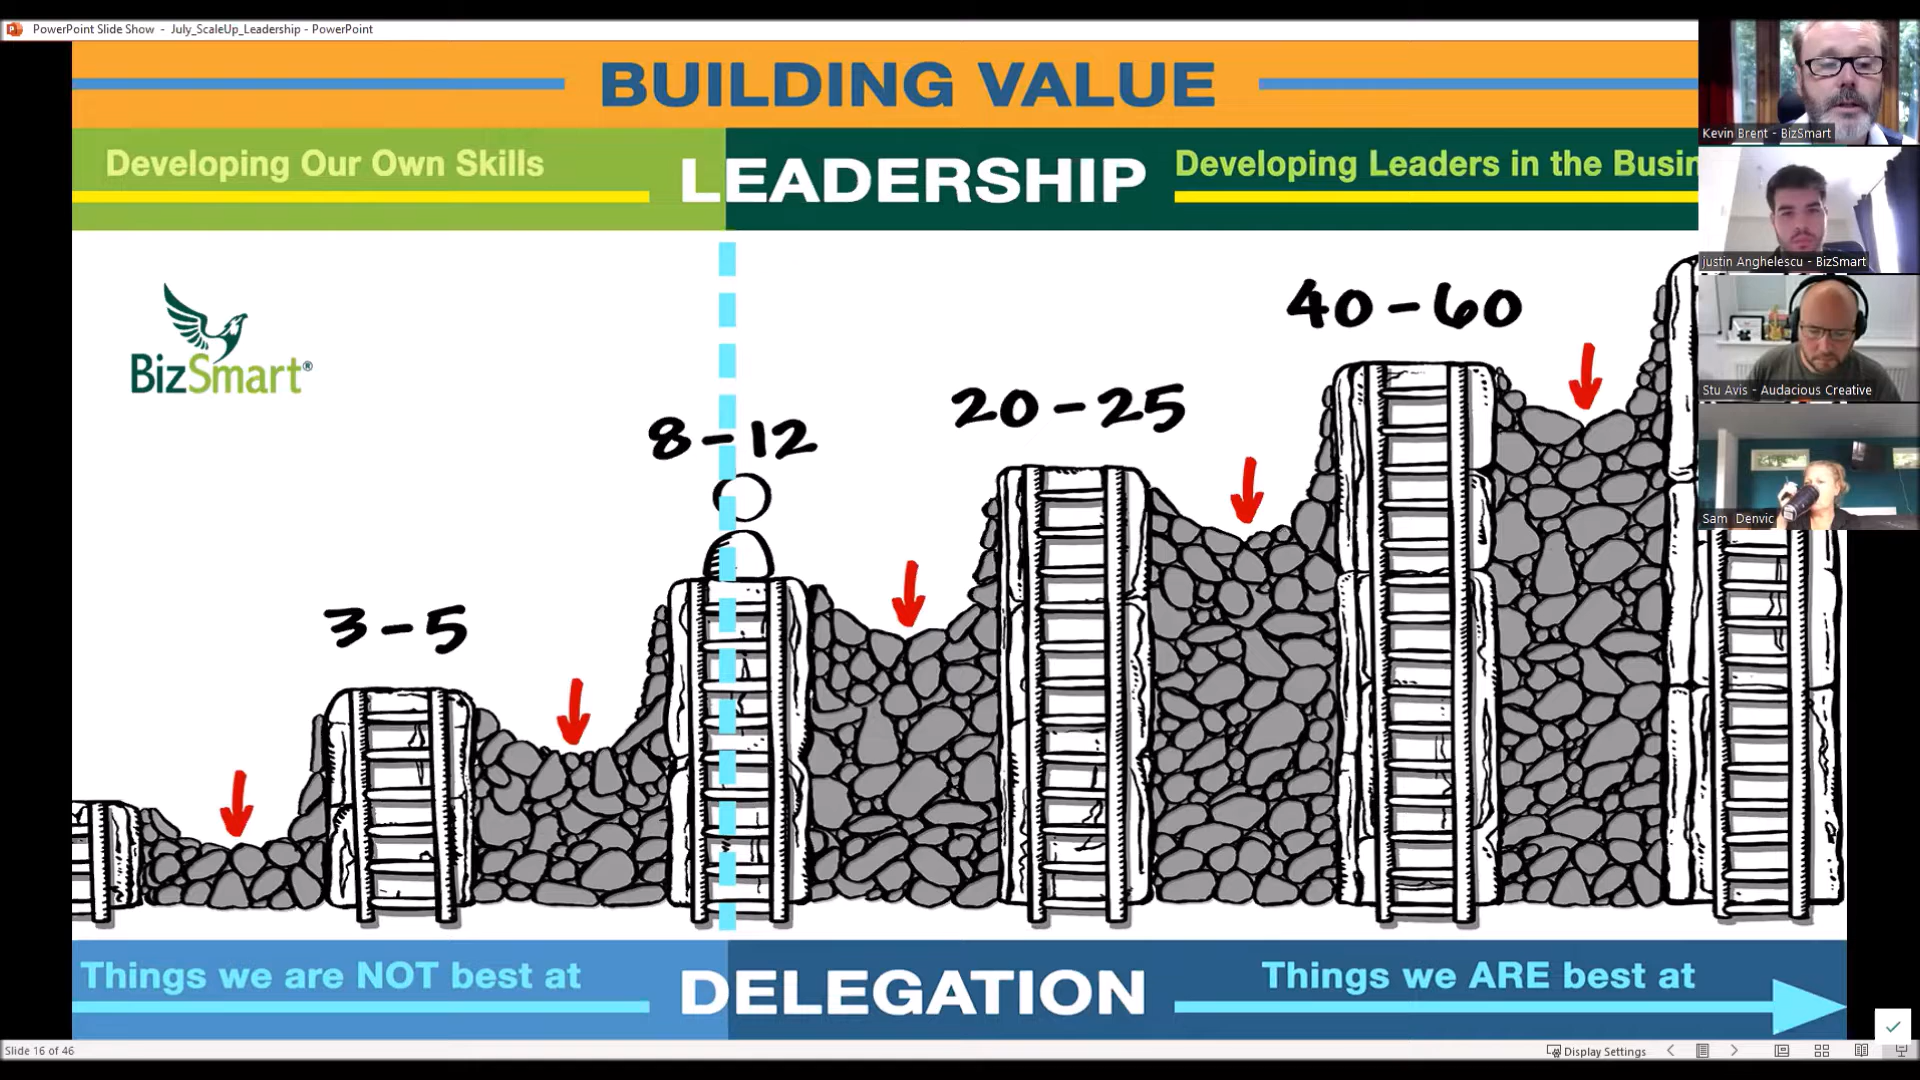 PowerPoint Slide Show - July_ScaleUp_Leadership - PowerPoint
BUILDING VALUE
Developing Our Own Skills
LEADERSHIP
Developing Leaders in the Busin
Kevin Brent - BizSmart
justin Anghelescu - BizSmart
Stu Avis - Audacious Creative
Sam Denvic
BizSmart®
40-60
20-25
8-12
3-5
Things we are NOT best at
DELEGATION
Things we ARE best at
Slide 16 of 46
Display Settings